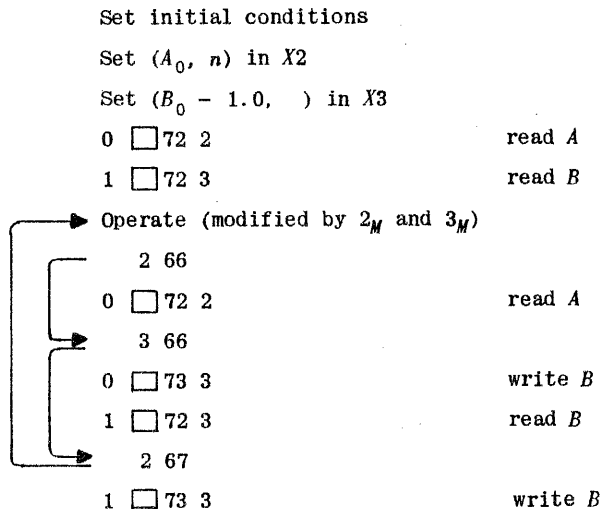 Set initial conditions
Set (A₀, n) in X2
Set (B₀ - 1.0,  ) in X3
0 □72 2 read A
1 □72 3 read B
Operate (modified by 2_M and 3_M)
2 66
0 □72 2 read A
3 66
0 □73 3 write B
1 □72 3 read B
2 67
1 □73 3 write B